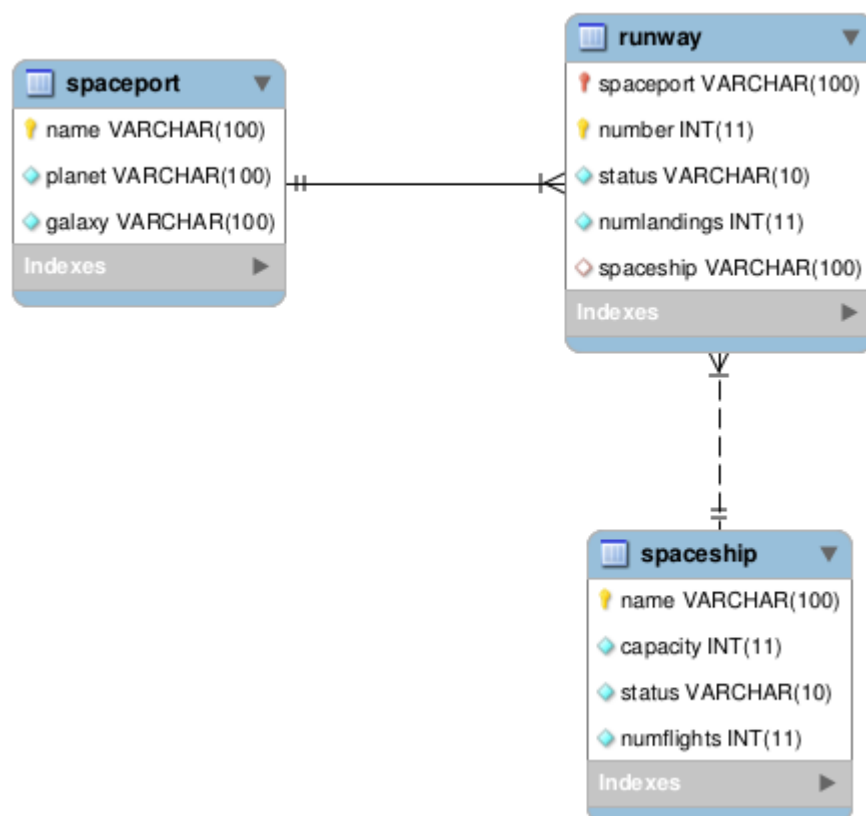 spaceport
name VARCHAR(100)
planet VARCHAR(100)
galaxy VARCHAR(100)
Indexes
runway
spaceport VARCHAR(100)
number INT(11)
status VARCHAR(10)
numlandings INT(11)
spaceship VARCHAR(100)
Indexes
spaceship
name VARCHAR(100)
capacity INT(11)
status VARCHAR(10)
numflights INT(11)
Indexes